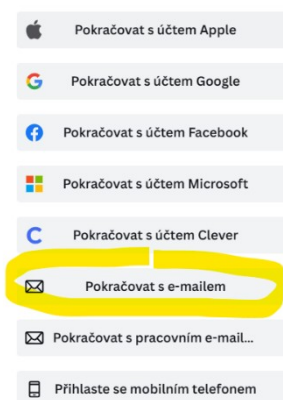 Pokračovat s účtem Apple
Pokračovat s účtem Google
Pokračovat s účtem Facebook
Pokračovat s účtem Microsoft
Pokračovat s účtem Clever
Pokračovat s e-mailem
Pokračovat s pracovním e-mail...
Přihlaste se mobilním telefonem